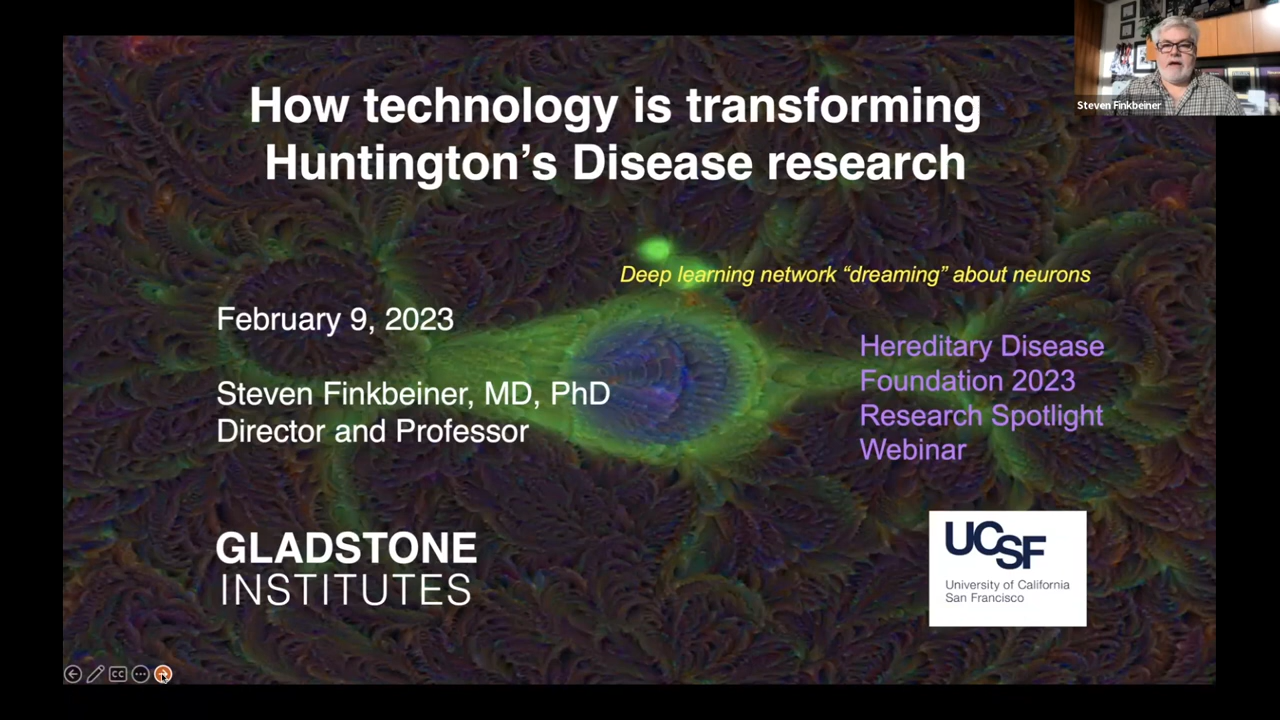 How technology is transforming
Huntington's Disease research
Steven Finkbeiner
Deep learning network “dreaming” about neurons
February 9, 2023
Steven Finkbeiner, MD, PhD
Director and Professor
Hereditary Disease
Foundation 2023
Research Spotlight
Webinar
GLADSTONE
INSTITUTES
UCSF
University of California
San Francisco
CC